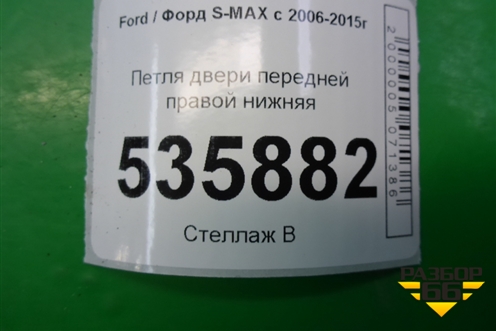 Ford / Форд S-MAX с 2006-2015г
Петля двери передней
правой нижняя
535882
Стеллаж В
2000005071386
РАЗБОР
66